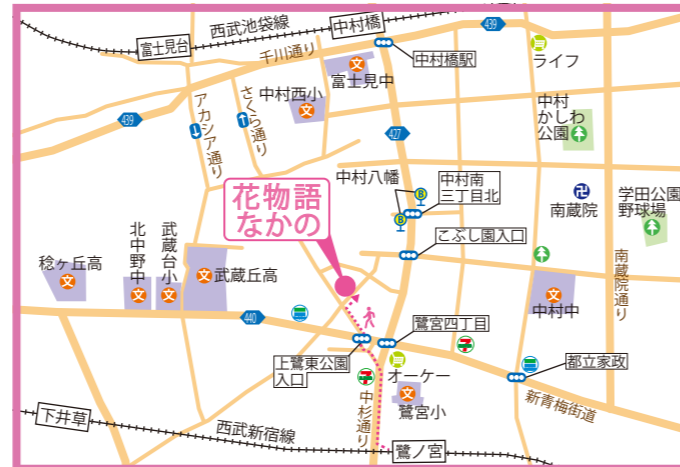 西武池袋線
中村橋
富士見台
千川通り
439
中村橋駅
ライフ
富士見中
中村西小
さくら通り
アカシア通り
439
427
中村
かしわ
公園
中村八幡
中村南
三丁目北
B
B
南蔵院
学田公園
野球場
花物語
なかの
こぶし園入口
南蔵院通り
稔ヶ丘高
北中野中
武蔵台小
武蔵丘高
中村中
440
鷺宮四丁目
上鷺東公園
入口
オーケー
都立家政
新青梅街道
中杉通り
鷺宮小
下井草
西武新宿線
鷺ノ宮